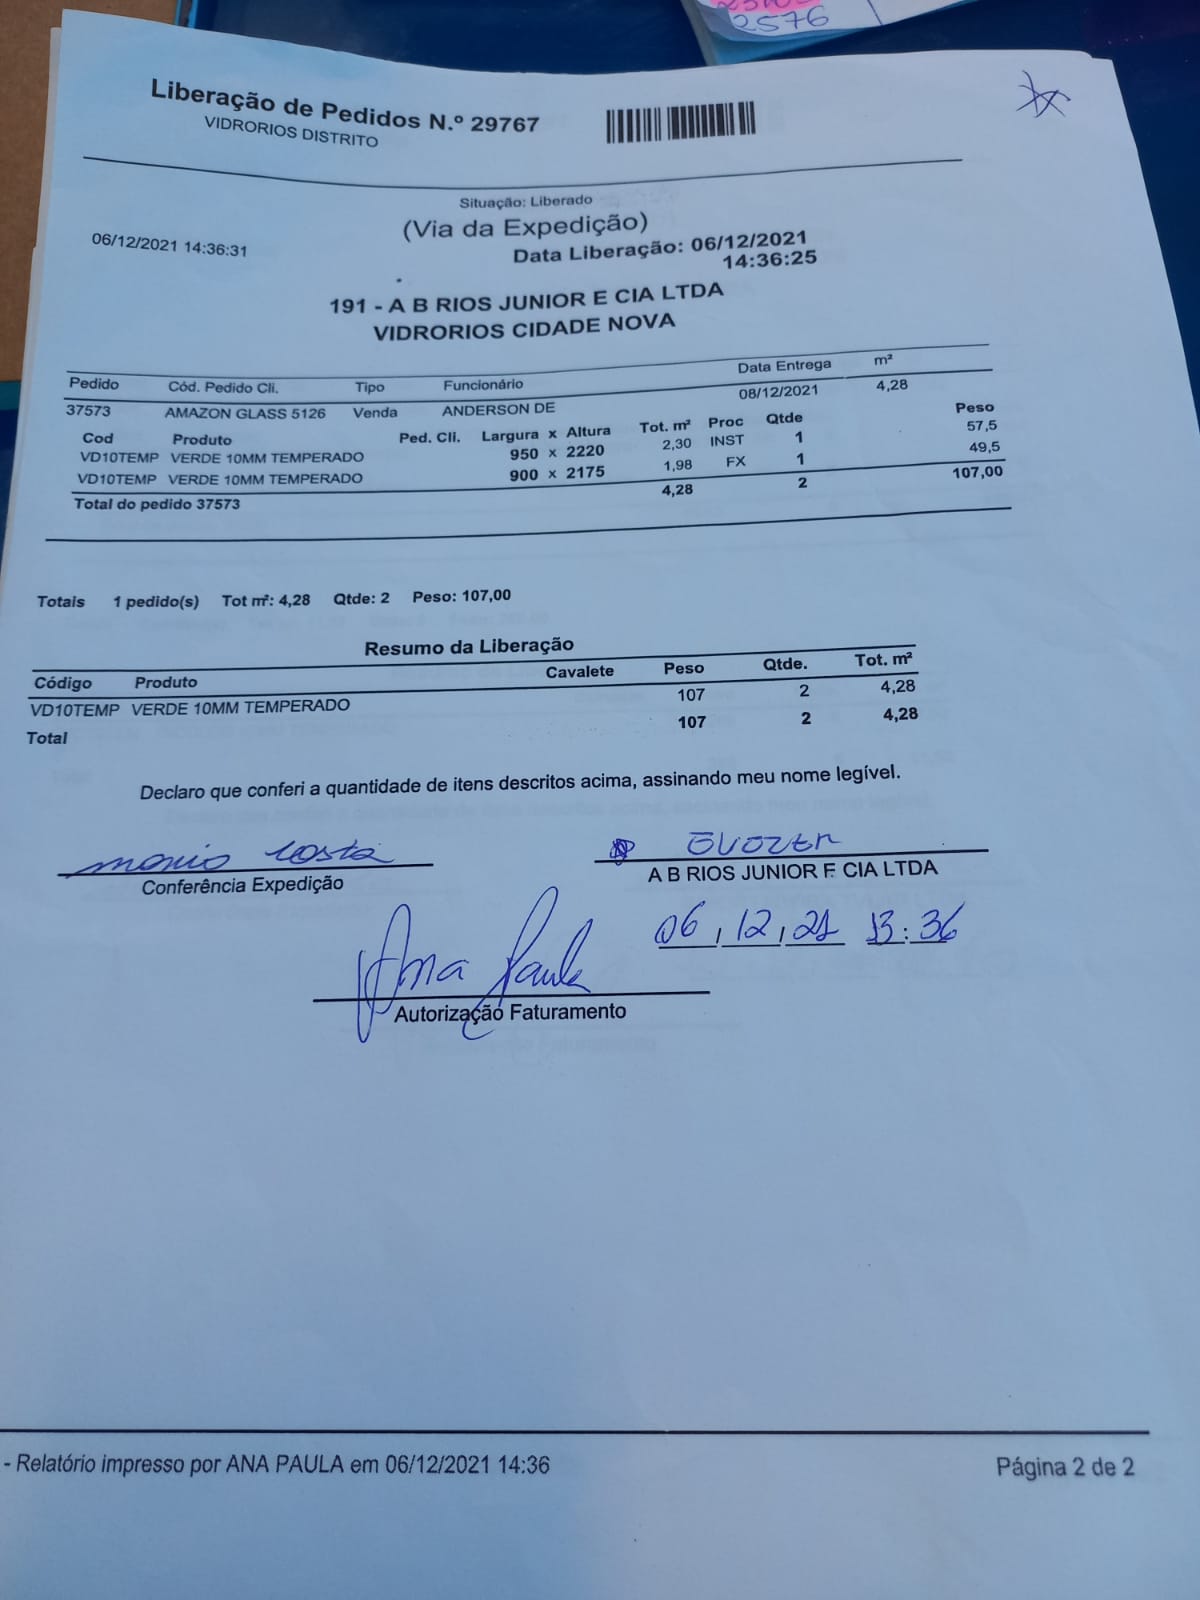 2576
Liberação de Pedidos N.º 29767
VIDRORIOS DISTRITO
Situação: Liberado
(Via da Expedição)
06/12/2021 14:36:31
Data Liberação: 06/12/2021
14:36:25
191 - A B RIOS JUNIOR E CIA LTDA
VIDRORIOS CIDADE NOVA
Pedido Cód. Pedido Cli. Tipo Funcionário Data Entrega m²
37573 AMAZON GLASS 5126 Venda ANDERSON DE 08/12/2021 4,28
Cod Produto Ped. Cli. Largura x Altura Tot. m² Proc Qtde Peso
VD10TEMP VERDE 10MM TEMPERADO 950 x 2220 2,30 INST 1 57,5
VD10TEMP VERDE 10MM TEMPERADO 900 x 2175 1,98 FX 1 49,5
Total do pedido 37573 4,28 2 107,00
Totais 1 pedido(s) Tot m²: 4,28 Qtde: 2 Peso: 107,00
Resumo da Liberação
Código Produto Cavalete Peso Qtde. Tot. m²
VD10TEMP VERDE 10MM TEMPERADO 107 2 4,28
Total 107 2 4,28
Declaro que conferi a quantidade de itens descritos acima, assinando meu nome legível.
Costa
Conferência Expedição
A B RIOS JUNIOR E CIA LTDA
06/12/21 13:36
Ana Paula
Autorização Faturamento
- Relatório impresso por ANA PAULA em 06/12/2021 14:36
Página 2 de 2